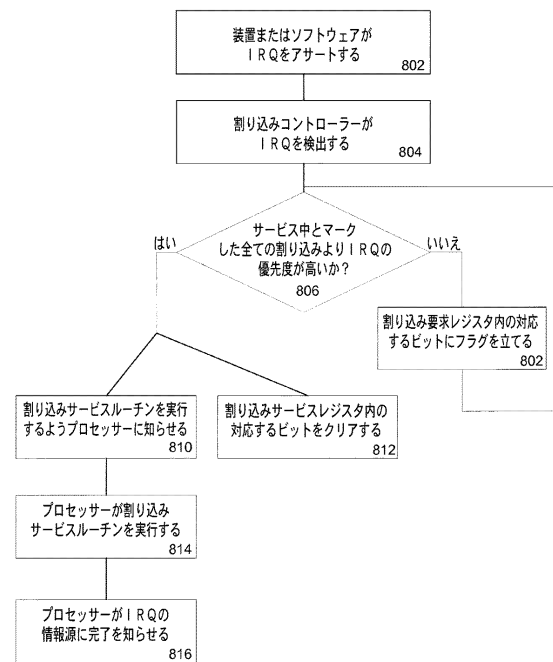 装置またはソフトウェアが
IRQをアサートする
802
割り込みコントローラーが
IRQを検出する
804
サービス中とマーク
した全ての割り込みよりIRQの
優先度が高いか?
806
はい
いいえ
割り込み要求レジスタ内の対応
するビットにフラグを立てる
802
割り込みサービスルーチンを実行
するようプロセッサーに知らせる
810
割り込みサービスレジスタ内の
対応するビットをクリアする
812
プロセッサーが割り込み
サービスルーチンを実行する
814
プロセッサーがIRQの
情報源に完了を知らせる
816